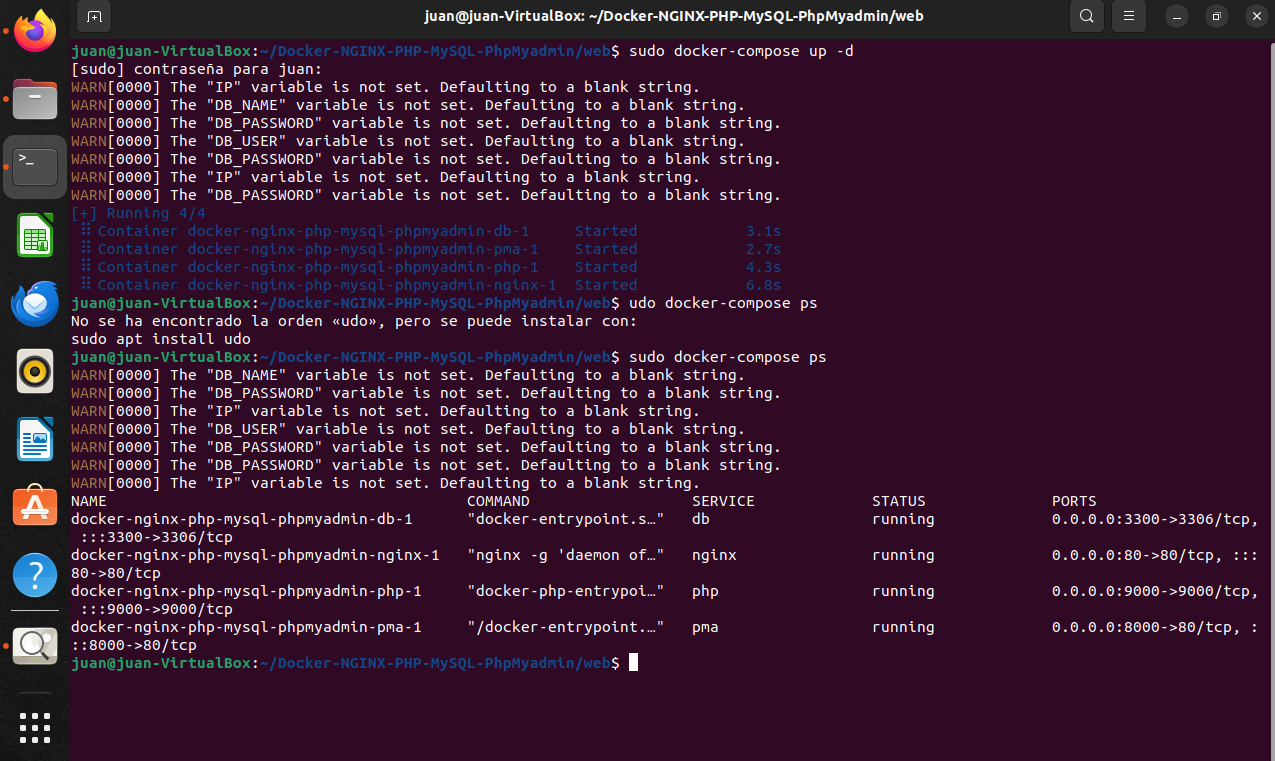 juan@juan-VirtualBox: ~/Docker-NGINX-PHP-MySQL-PhpMyadmin/web
juan@juan-VirtualBox:~/Docker-NGINX-PHP-MySQL-PhpMyadmin/web$ sudo docker-compose up -d
[sudo] contraseña para juan:
WARN[0000] The "IP" variable is not set. Defaulting to a blank string.
WARN[0000] The "DB_NAME" variable is not set. Defaulting to a blank string.
WARN[0000] The "DB_PASSWORD" variable is not set. Defaulting to a blank string.
WARN[0000] The "DB_USER" variable is not set. Defaulting to a blank string.
WARN[0000] The "DB_PASSWORD" variable is not set. Defaulting to a blank string.
WARN[0000] The "IP" variable is not set. Defaulting to a blank string.
WARN[0000] The "DB_PASSWORD" variable is not set. Defaulting to a blank string.
[+] Running 4/4
⠿ Container docker-nginx-php-mysql-phpmyadmin-db-1 Started 3.1s
⠿ Container docker-nginx-php-mysql-phpmyadmin-pma-1 Started 2.7s
⠿ Container docker-nginx-php-mysql-phpmyadmin-php-1 Started 4.3s
⠿ Container docker-nginx-php-mysql-phpmyadmin-nginx-1 Started 6.8s
juan@juan-VirtualBox:~/Docker-NGINX-PHP-MySQL-PhpMyadmin/web$ udo docker-compose ps
No se ha encontrado la orden «udo», pero se puede instalar con:
sudo apt install udo
juan@juan-VirtualBox:~/Docker-NGINX-PHP-MySQL-PhpMyadmin/web$ sudo docker-compose ps
WARN[0000] The "DB_NAME" variable is not set. Defaulting to a blank string.
WARN[0000] The "DB_PASSWORD" variable is not set. Defaulting to a blank string.
WARN[0000] The "IP" variable is not set. Defaulting to a blank string.
WARN[0000] The "DB_USER" variable is not set. Defaulting to a blank string.
WARN[0000] The "DB_PASSWORD" variable is not set. Defaulting to a blank string.
WARN[0000] The "DB_PASSWORD" variable is not set. Defaulting to a blank string.
WARN[0000] The "IP" variable is not set. Defaulting to a blank string.
NAME COMMAND SERVICE STATUS PORTS
docker-nginx-php-mysql-phpmyadmin-db-1 "docker-entrypoint.s…" db running 0.0.0.0:3300->3306/tcp,
:::3300->3306/tcp
docker-nginx-php-mysql-phpmyadmin-nginx-1 "nginx -g 'daemon of…" nginx running 0.0.0.0:80->80/tcp, :::
80->80/tcp
docker-nginx-php-mysql-phpmyadmin-php-1 "docker-php-entrypoi…" php running 0.0.0.0:9000->9000/tcp,
:::9000->9000/tcp
docker-nginx-php-mysql-phpmyadmin-pma-1 "/docker-entrypoint.…" pma running 0.0.0.0:8000->80/tcp, :
::8000->80/tcp
juan@juan-VirtualBox:~/Docker-NGINX-PHP-MySQL-PhpMyadmin/web$